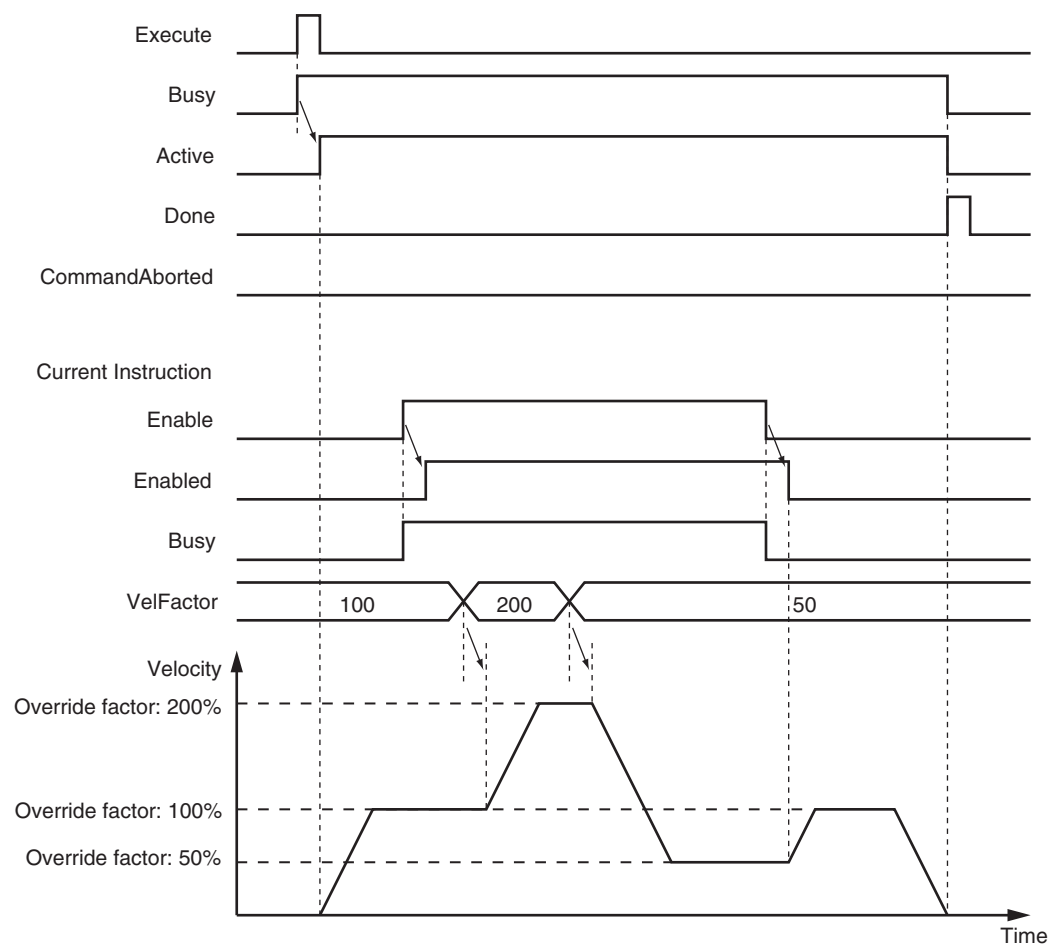 Execute
Busy
Active
Done
CommandAborted
Current Instruction
Enable
Enabled
Busy
VelFactor 100 200 50
Velocity
Override factor: 200%
Override factor: 100%
Override factor: 50%
Time